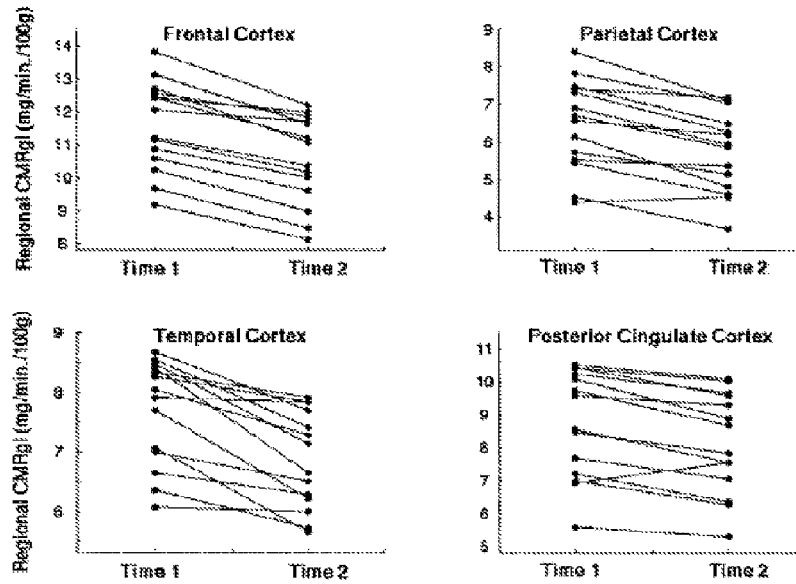 Frontal Cortex
Regional CMRgl (mg/min./100g)
14
13
12
11
10
9
8
Time 1 Time 2
Parietal Cortex
9
8
7
6
5
4
Time 1 Time 2
Temporal Cortex
Regional CMRgl (mg/min./100g)
9
8
7
6
Time 1 Time 2
Posterior Cingulate Cortex
11
10
9
8
7
6
5
Time 1 Time 2